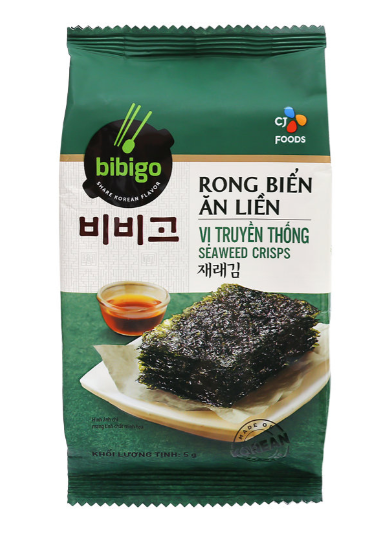 bibigo
SHARE KOREAN FLAVOR
비비고
CJ
FOODS
RONG BIỂN
ĂN LIỀN
VỊ TRUYỀN THỐNG
SEAWEED CRISPS
재래김
MADE OF
KOREAN
KHỐI LƯỢNG TỊNH: 5 g